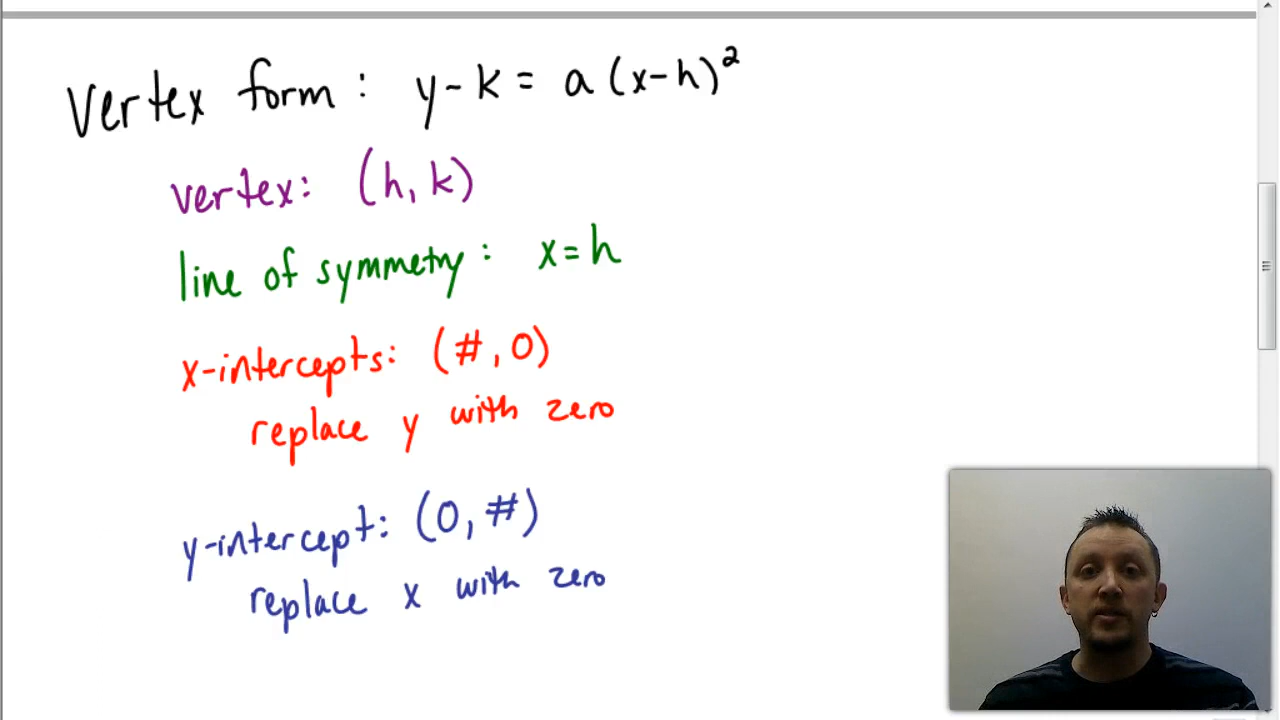 Vertex form: y-k = a(x-h)²
vertex: (h, k)
line of symmetry: x=h
x-intercepts: (#, 0)
replace y with zero
y-intercept: (0, #)
replace x with zero